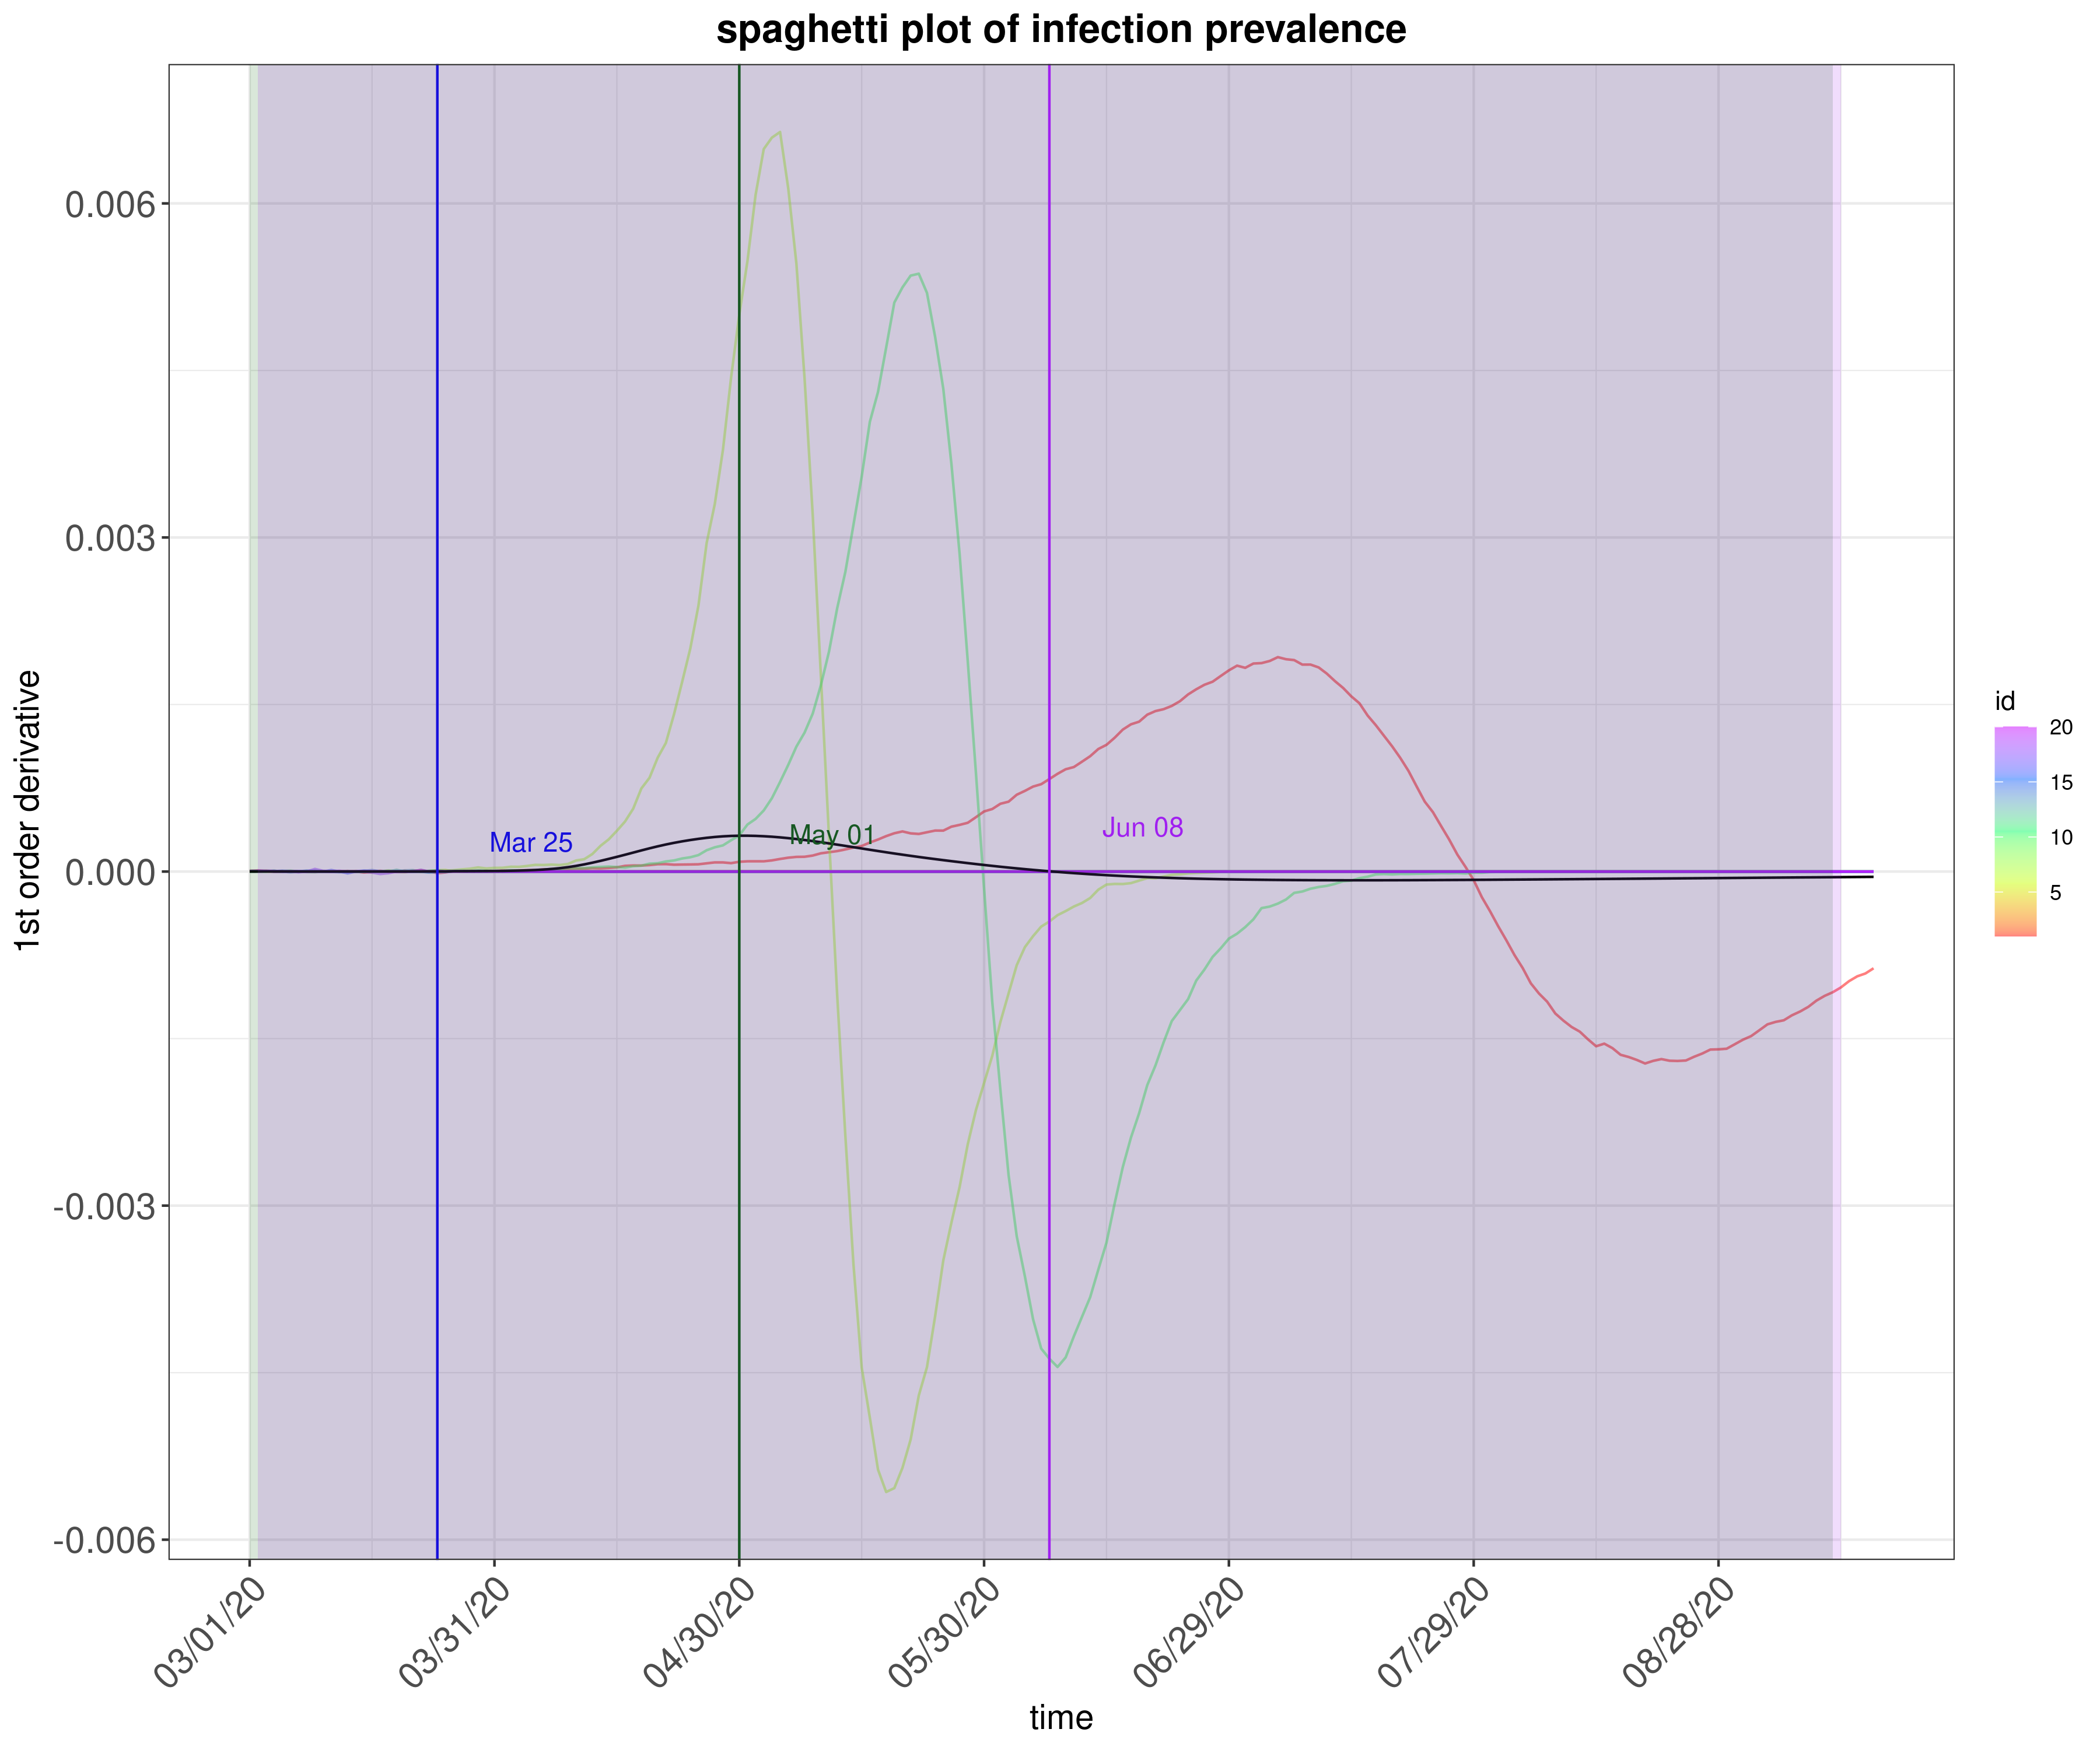 spaghetti plot of infection prevalence
1st order derivative
0.006
0.003
0.000
-0.003
-0.006
Mar 25
May 01
Jun 08
03/01/20
03/31/20
04/30/20
05/30/20
06/29/20
07/29/20
08/28/20
time
id
20
15
10
5